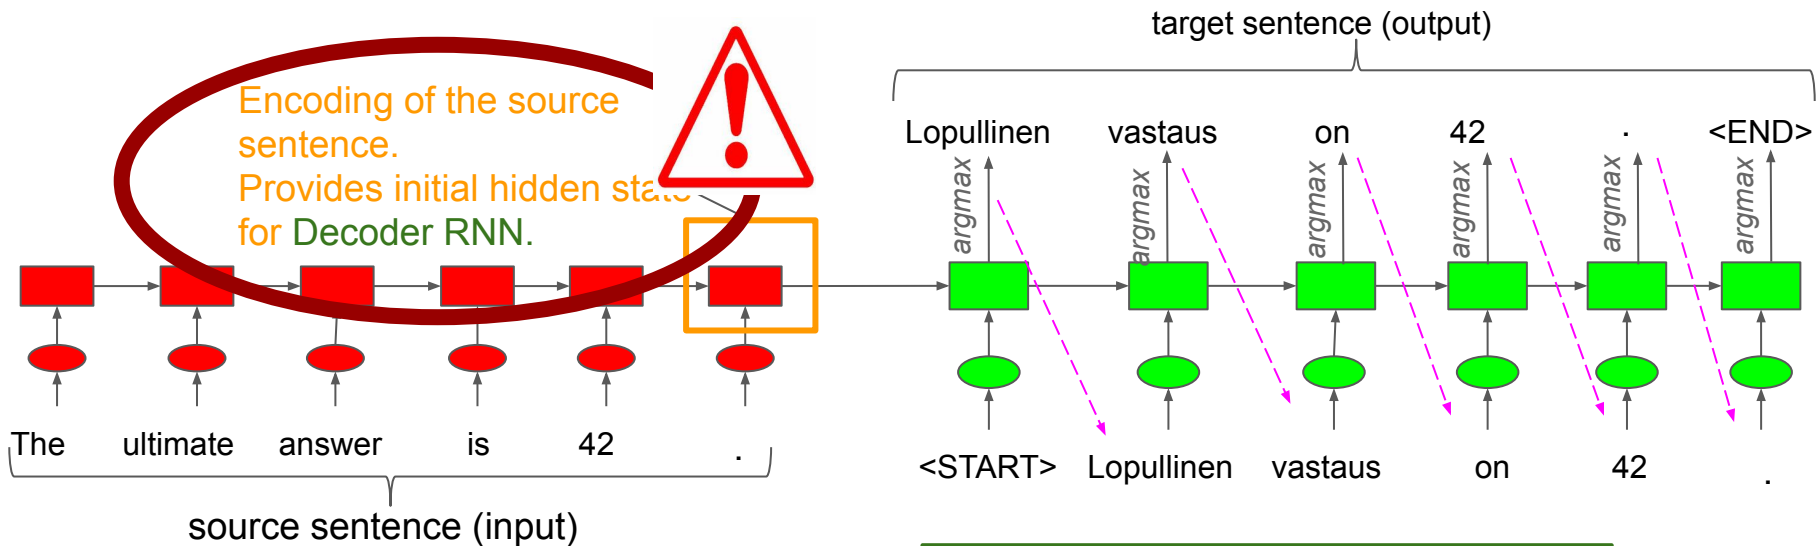 target sentence (output)
Encoding of the source
sentence.
Provides initial hidden state
for Decoder RNN.
Lopullinen vastaus on 42 . <END>
argmax argmax argmax argmax argmax argmax
The ultimate answer is 42 .
<START> Lopullinen vastaus on 42 .
source sentence (input)